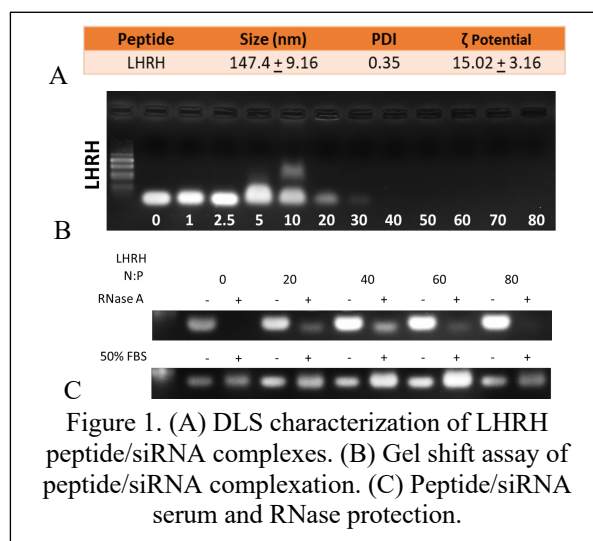 Peptide Size (nm) PDI ζ Potential
LHRH 147.4 ± 9.16 0.35 15.02 ± 3.16
A
LHRH
0 1 2.5 5 10 20 30 40 50 60 70 80
B
LHRH
N:P 0 20 40 60 80
RNase A - + - + - + - + - +
50% FBS - + - + - + - + - +
C
Figure 1. (A) DLS characterization of LHRH
peptide/siRNA complexes. (B) Gel shift assay of
peptide/siRNA complexation. (C) Peptide/siRNA
serum and RNase protection.